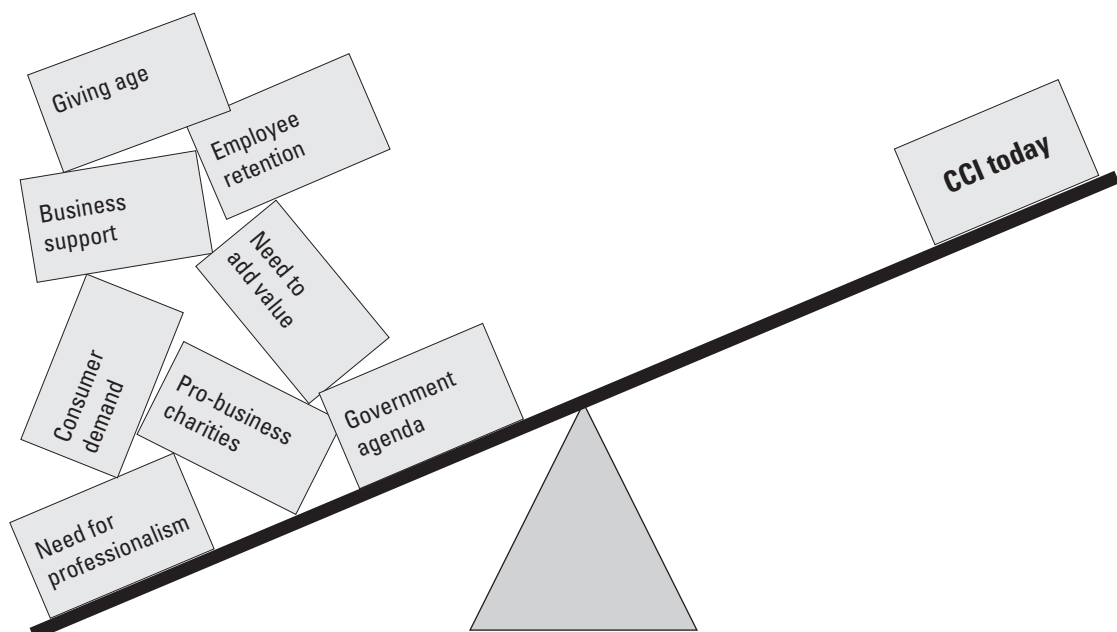 Giving age
Employee
retention
Business
support
Need to
add value
CCI today
Consumer
demand
Pro-business
charities
Government
agenda
Need for
professionalism